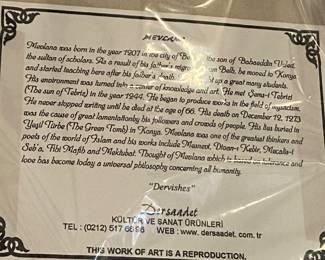 MEVLANA
Mevlana was born in the year 1207 in the city of the son of Bahaeddin Veled,
the sultan of scholars. As a result of his father's from Belh, he moved to Konya
and started teaching here after his father's up a great many students.
His environment was turned into a center of knowledge and art. He met Şems-i Tebrizi
(The sun of Tebriz) in the year 1244. He began to produce works in the field of mysticism.
He never stopped writing until he died at the age of 66. His death on December 12, 1273
was the cause of great lamentation by his followers and crowds of people. He was buried in
Yeşil Türbe (The Green Tomb) in Konya. Mevlana was one of the greatest thinkers and
poets of the world of Islam and his works include Mesnevi, Divan-ı Kebir, Mecalis-i
Seb'a, Fihi Mafih and Mektubat. Thought of Mevlana which is based on tolerance and
love has become today a universal philosophy concerning all humanity.
"Dervishes"
Dersaadet
KÜLTÜR VE SANAT ÜRÜNLERİ
TEL : (0212) 517 6896 WEB : www. dersaadet. com. tr
THIS WORK OF ART IS A REPRODUCTION.